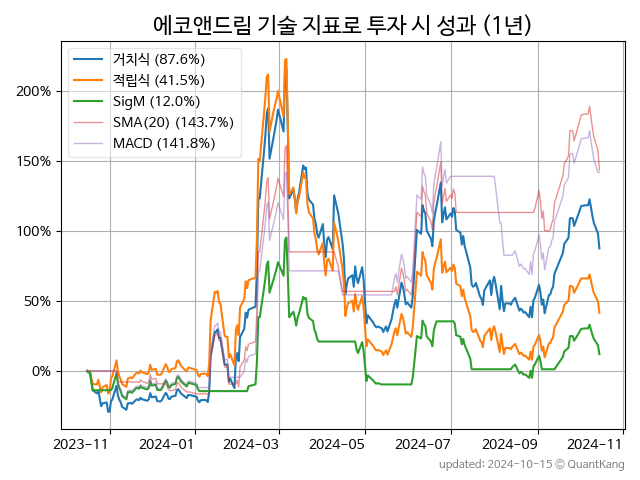 에코앤드림 기술 지표로 투자 시 성과 (1년)
거치식 (87.6%)
적립식 (41.5%)
SigM (12.0%)
SMA(20) (143.7%)
MACD (141.8%)
200%
150%
100%
50%
0%
2023-11 2024-01 2024-03 2024-05 2024-07 2024-09 2024-11
updated: 2024-10-15 © QuantKang